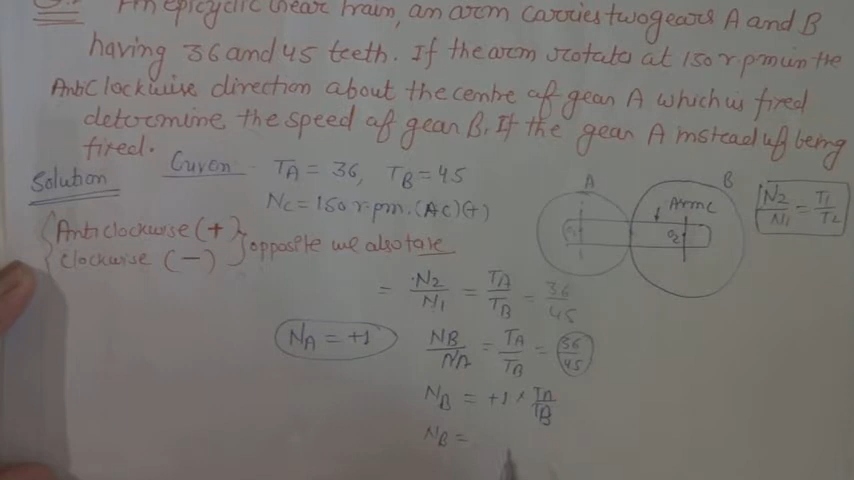 An epicyclic Gear train, an arm carries two gears A and B
having 36 and 45 teeth. If the arm rotates at 150 r.p.m in the
Anticlockwise direction about the centre of gear A which is fixed
determine the speed of gear B. If the gear A instead of being
fixed.
Solution Given TA = 36, TB = 45
NC = 150 r.p.m. (AC)(+)
Anticlockwise (+)
Clockwise (-)
opposite we also take
A B
Arm C
N2/N1 = T1/T2
= N2/N1 = TA/TB = 36/45
NA = +1
NB/NA = TA/TB = 36/45
NB = +1 × TA/TB
NB =